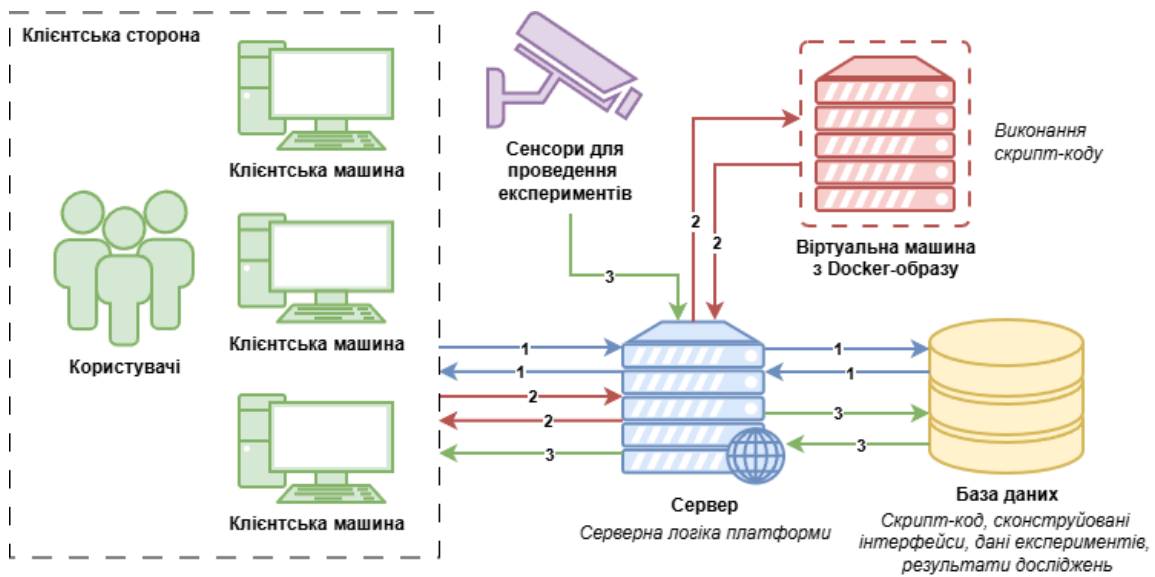 Клієнтська сторона
Клієнтська машина
Користувачі
Клієнтська машина
Клієнтська машина
Сенсори для
проведення
експериментів
Виконання
скрипт-коду
Віртуальна машина
з Docker-образу
2
2
3
1
1
2
2
3
1
1
3
3
Сервер
Серверна логіка платформи
База даних
Скрипт-код, сконструйовані
інтерфейси, дані експериментів,
результати досліджень